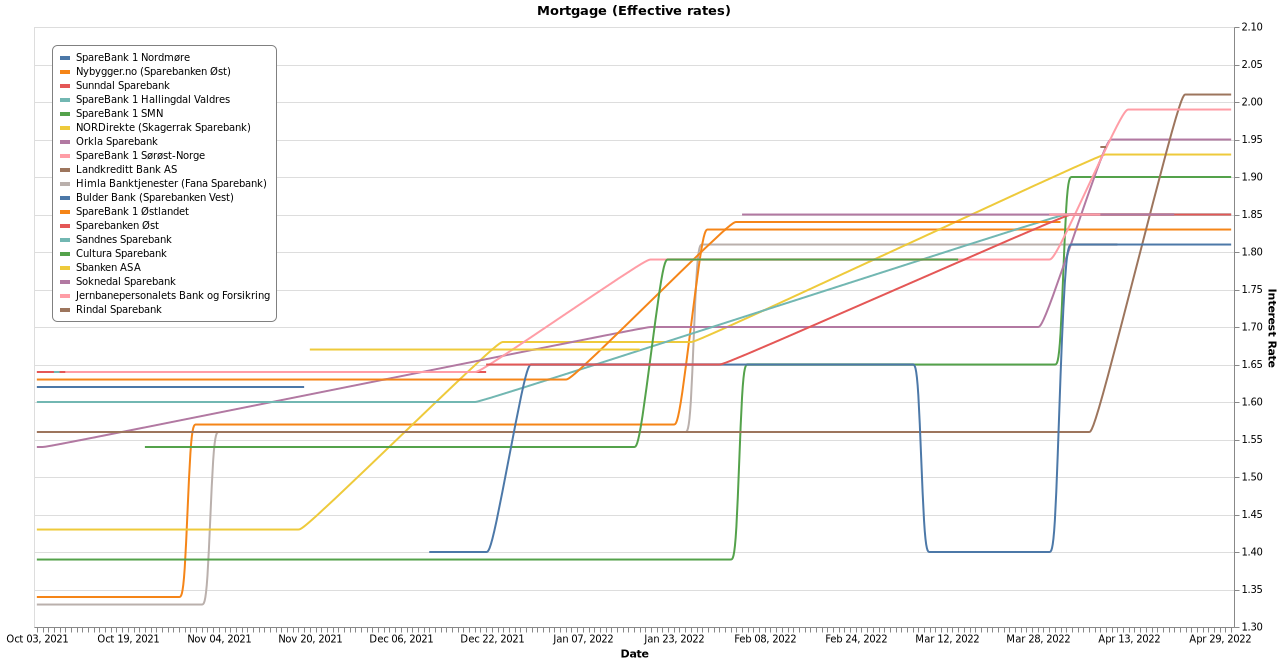 Mortgage (Effective rates)
SpareBank 1 Nordmøre
Nybygger.no (Sparebanken Øst)
Sunndal Sparebank
SpareBank 1 Hallingdal Valdres
SpareBank 1 SMN
NORDirekte (Skagerrak Sparebank)
Orkla Sparebank
SpareBank 1 Sørøst-Norge
Landkreditt Bank AS
Himla Banktjenester (Fana Sparebank)
Bulder Bank (Sparebanken Vest)
SpareBank 1 Østlandet
Sparebanken Øst
Sandnes Sparebank
Cultura Sparebank
Sbanken ASA
Soknedal Sparebank
Jernbanepersonalets Bank og Forsikring
Rindal Sparebank
2.10
2.05
2.00
1.95
1.90
1.85
1.80
1.75
1.70
1.65
1.60
1.55
1.50
1.45
1.40
1.35
1.30
Interest Rate
Oct 03, 2021 Oct 19, 2021 Nov 04, 2021 Nov 20, 2021 Dec 06, 2021 Dec 22, 2021 Jan 07, 2022 Jan 23, 2022 Feb 08, 2022 Feb 24, 2022 Mar 12, 2022 Mar 28, 2022 Apr 13, 2022 Apr 29, 2022
Date